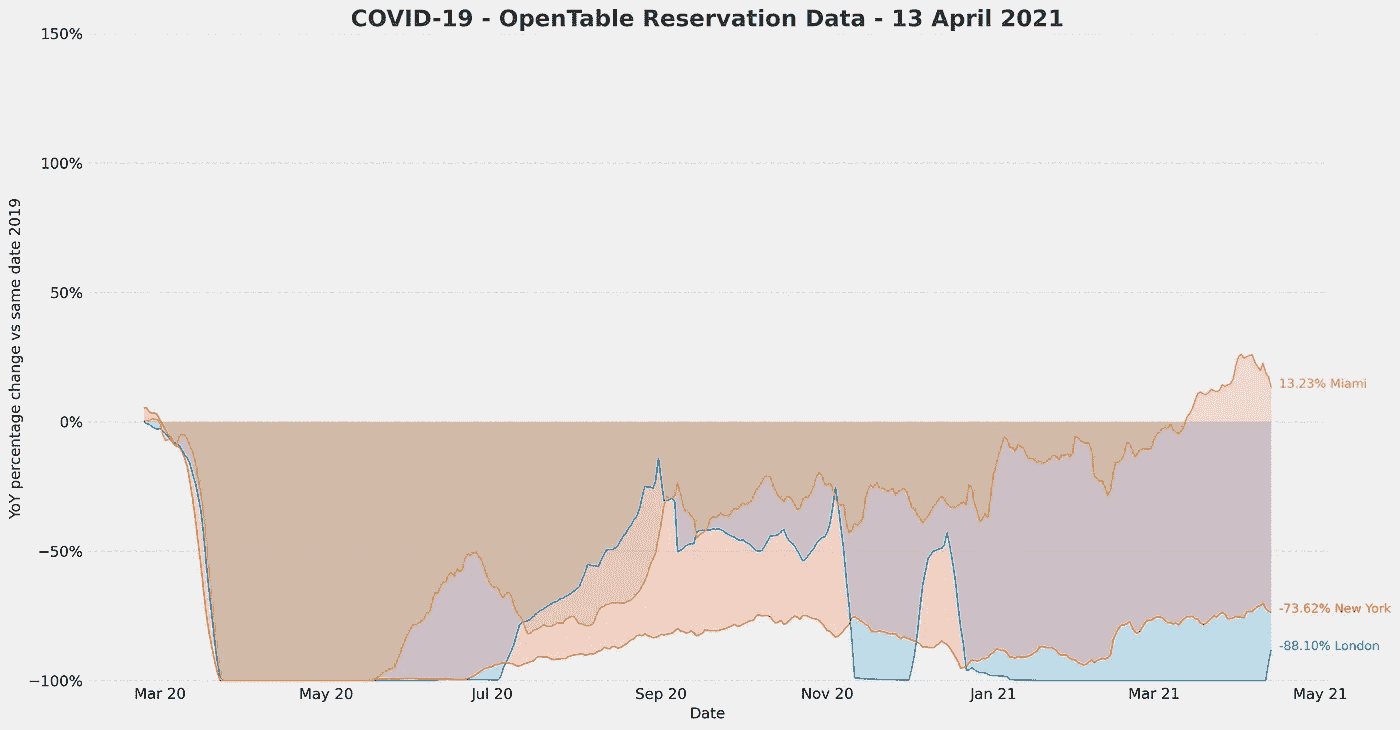 COVID-19 - OpenTable Reservation Data - 13 April 2021
YoY percentage change vs same date 2019
150%
100%
50%
0%
−50%
−100%
13.23% Miami
-73.62% New York
-88.10% London
Mar 20 May 20 Jul 20 Sep 20 Nov 20 Jan 21 Mar 21 May 21
Date